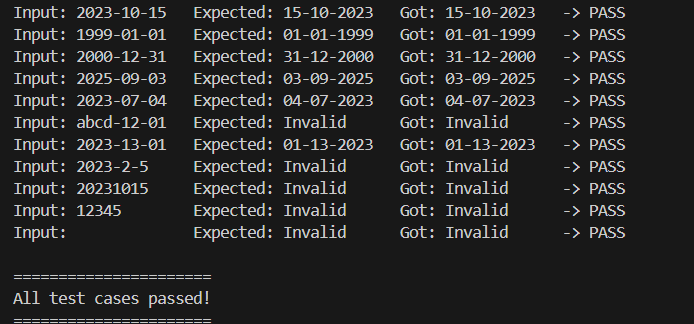 Input: 2023-10-15   Expected: 15-10-2023   Got: 15-10-2023   -> PASS
Input: 1999-01-01   Expected: 01-01-1999   Got: 01-01-1999   -> PASS
Input: 2000-12-31   Expected: 31-12-2000   Got: 31-12-2000   -> PASS
Input: 2025-09-03   Expected: 03-09-2025   Got: 03-09-2025   -> PASS
Input: 2023-07-04   Expected: 04-07-2023   Got: 04-07-2023   -> PASS
Input: abcd-12-01   Expected: Invalid      Got: Invalid      -> PASS
Input: 2023-13-01   Expected: 01-13-2023   Got: 01-13-2023   -> PASS
Input: 2023-2-5     Expected: Invalid      Got: Invalid      -> PASS
Input: 20231015     Expected: Invalid      Got: Invalid      -> PASS
Input: 12345        Expected: Invalid      Got: Invalid      -> PASS
Input:              Expected: Invalid      Got: Invalid      -> PASS

======================
All test cases passed!
======================